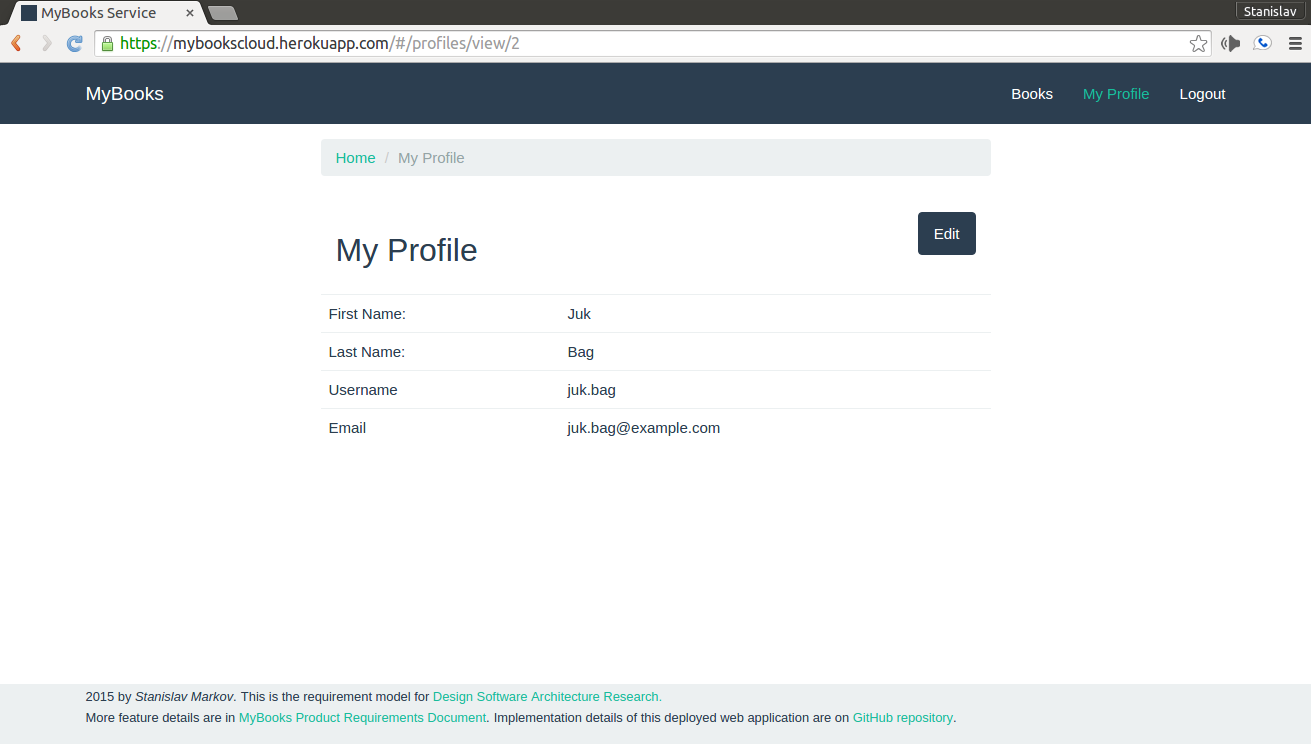 MyBooks Service
Stanislav
https://mybookscloud.herokuapp.com/#/profiles/view/2
MyBooks Books My Profile Logout
Home / My Profile
My Profile Edit
First Name: Juk
Last Name: Bag
Username juk.bag
Email juk.bag@example.com
2015 by Stanislav Markov. This is the requirement model for Design Software Architecture Research.
More feature details are in MyBooks Product Requirements Document. Implementation details of this deployed web application are on GitHub repository.